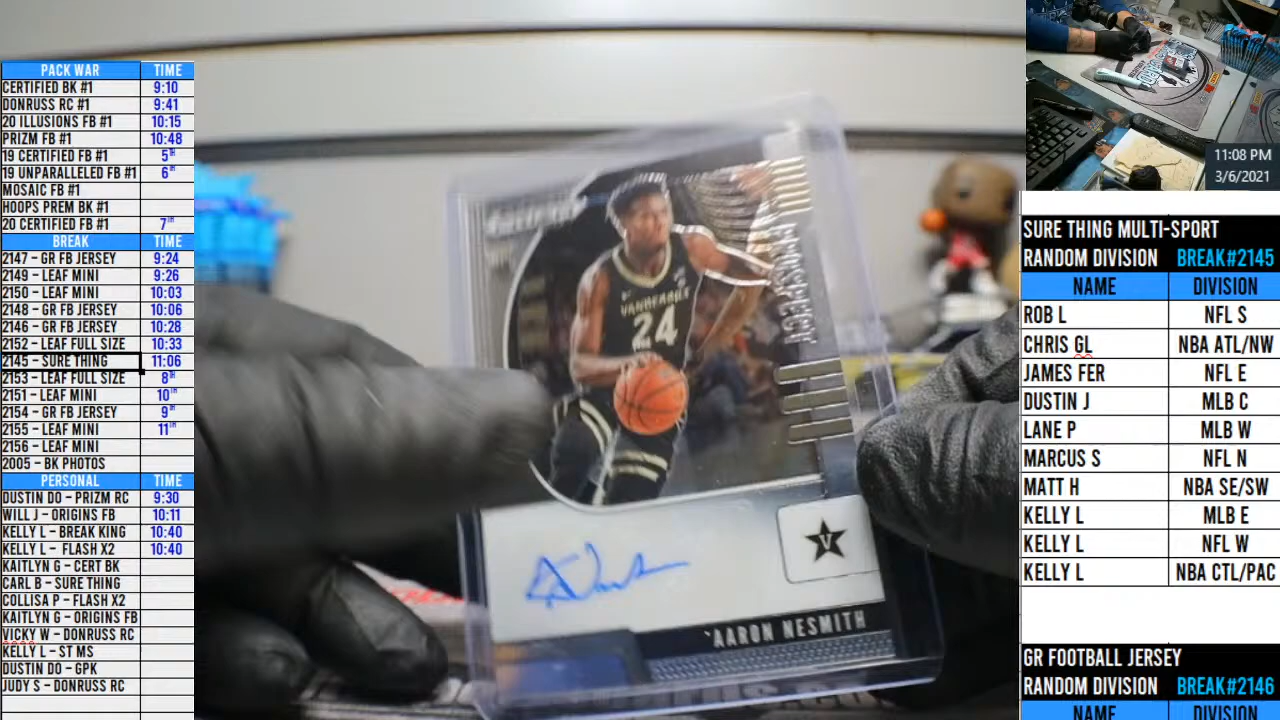 PACK WAR TIME
CERTIFIED BK #1 9:10
DONRUSS RC #1 9:41
20 ILLUSIONS FB #1 10:15
PRIZM FB #1 10:48
19 CERTIFIED FB #1 5TH
19 UNPARALLELED FB #1 6TH
MOSAIC FB #1
HOOPS PREM BK #1
20 CERTIFIED FB #1 7TH
BREAK TIME
2147 - GR FB JERSEY 9:24
2149 - LEAF MINI 9:26
2150 - LEAF MINI 10:03
2148 - GR FB JERSEY 10:06
2146 - GR FB JERSEY 10:28
2152 - LEAF FULL SIZE 10:33
2145 - SURE THING 11:06
2153 - LEAF FULL SIZE 8TH
2151 - LEAF MINI 10TH
2154 - GR FB JERSEY 9TH
2155 - LEAF MINI 11TH
2156 - LEAF MINI
2005 - BK PHOTOS
PERSONAL TIME
DUSTIN DO - PRIZM RC 9:30
WILL J - ORIGINS FB 10:11
KELLY L - BREAK KING 10:40
KELLY L - FLASH X2 10:40
KAITLYN G - CERT BK
CARL B - SURE THING
COLLISA P - FLASH X2
KAITLYN G - ORIGINS FB
VICKY W - DONRUSS RC
KELLY L - ST MS
DUSTIN DO - GPK
JUDY S - DONRUSS RC
VANDERBILT
24
V
AARON NESMITH
11:08 PM
3/6/2021
SURE THING MULTI-SPORT
RANDOM DIVISION BREAK#2145
NAME DIVISION
ROB L NFL S
CHRIS GL NBA ATL/NW
JAMES FER NFL E
DUSTIN J MLB C
LANE P MLB W
MARCUS S NFL N
MATT H NBA SE/SW
KELLY L MLB E
KELLY L NFL W
KELLY L NBA CTL/PAC
GR FOOTBALL JERSEY
RANDOM DIVISION BREAK#2146
NAME DIVISION